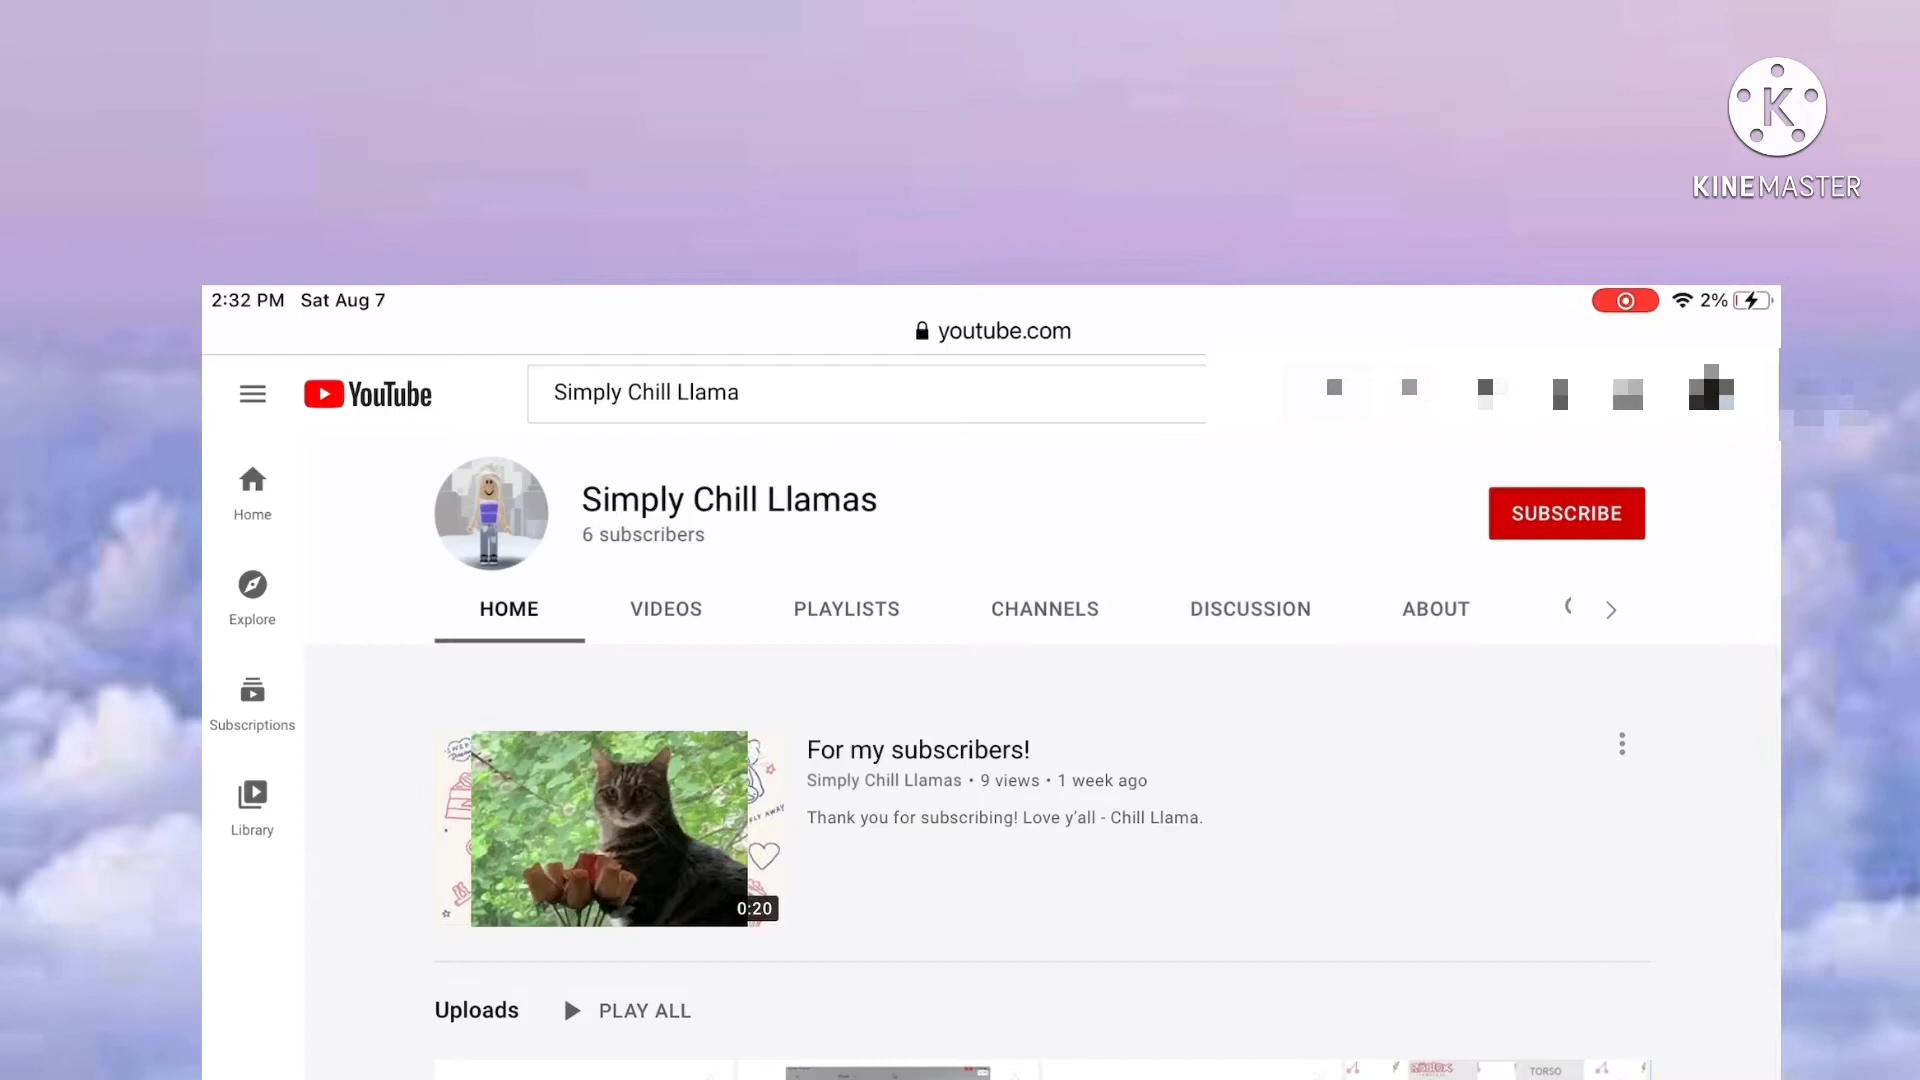 KINEMASTER
2:32 PM Sat Aug 7
2%
youtube.com
YouTube
Simply Chill Llama
Home
Explore
Subscriptions
Library
Simply Chill Llamas
6 subscribers
SUBSCRIBE
HOME VIDEOS PLAYLISTS CHANNELS DISCUSSION ABOUT
For my subscribers!
Simply Chill Llamas • 9 views • 1 week ago
Thank you for subscribing! Love y’all - Chill Llama.
0:20
Uploads PLAY ALL
TORSO